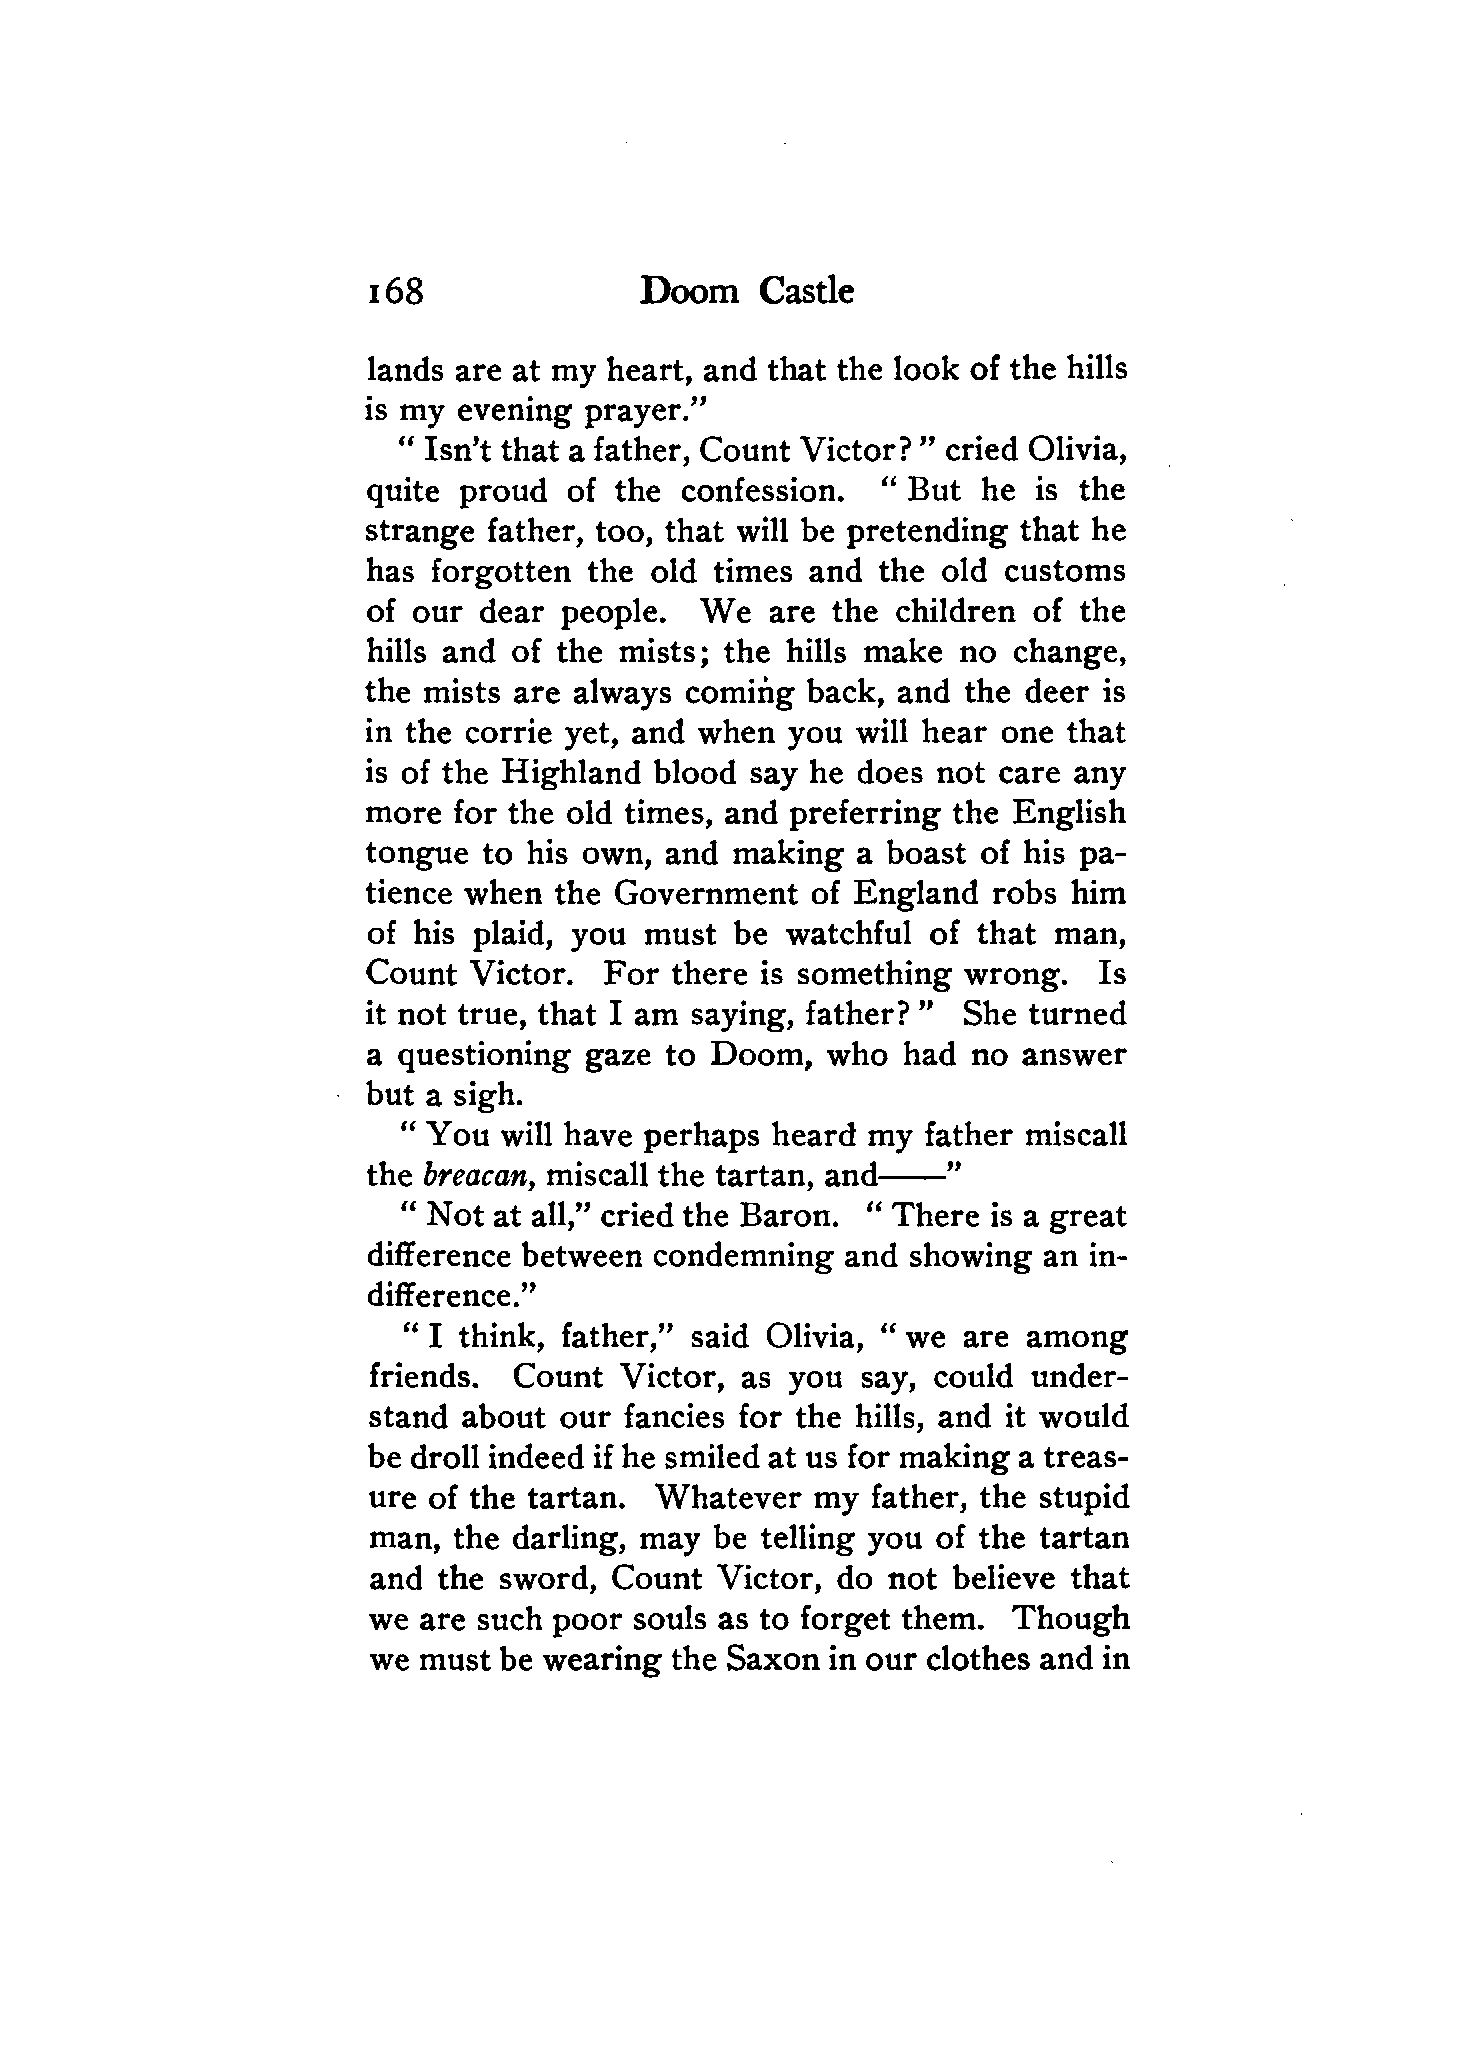 168 Doom Castle
lands are at my heart, and that the look of the hills
is my evening prayer."
" Isn't that a father, Count Victor? " cried Olivia,
quite proud of the confession. " But he is the
strange father, too, that will be pretending that he
has forgotten the old times and the old customs
of our dear people. We are the children of the
hills and of the mists; the hills make no change,
the mists are always coming back, and the deer is
in the corrie yet, and when you will hear one that
is of the Highland blood say he does not care any
more for the old times, and preferring the English
tongue to his own, and making a boast of his pa-
tience when the Government of England robs him
of his plaid, you must be watchful of that man,
Count Victor. For there is something wrong. Is
it not true, that I am saying, father? " She turned
a questioning gaze to Doom, who had no answer
but a sigh.
" You will have perhaps heard my father miscall
the breacan, miscall the tartan, and——"
" Not at all," cried the Baron. " There is a great
difference between condemning and showing an in-
difference."
" I think, father," said Olivia, " we are among
friends. Count Victor, as you say, could under-
stand about our fancies for the hills, and it would
be droll indeed if he smiled at us for making a treas-
ure of the tartan. Whatever my father, the stupid
man, the darling, may be telling you of the tartan
and the sword, Count Victor, do not believe that
we are such poor souls as to forget them. Though
we must be wearing the Saxon in our clothes and in